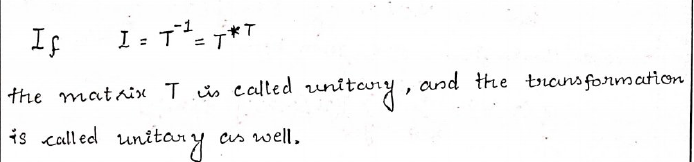 If I = T⁻¹ = T*T
the matrix T is called unitary, and the transformation
is called unitary as well.